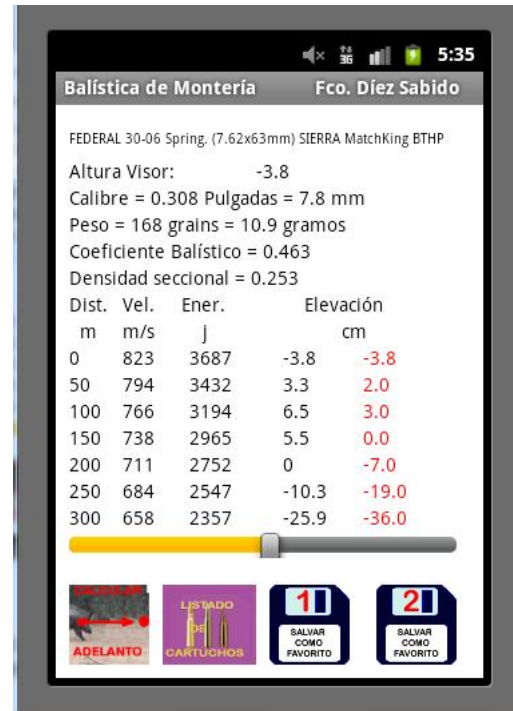 3G 5:35
Balística de Montería Fco. Díez Sabido
FEDERAL 30-06 Spring. (7.62x63mm) SIERRA MatchKing BTHP
Altura Visor: -3.8
Calibre = 0.308 Pulgadas = 7.8 mm
Peso = 168 grains = 10.9 gramos
Coeficiente Balístico = 0.463
Densidad seccional = 0.253
Dist. Vel. Ener. Elevación
m m/s j cm
0 823 3687 -3.8 -3.8
50 794 3432 3.3 2.0
100 766 3194 6.5 3.0
150 738 2965 5.5 0.0
200 711 2752 0 -7.0
250 684 2547 -10.3 -19.0
300 658 2357 -25.9 -36.0
CALCULAR
ADELANTO
LISTADO
DE
CARTUCHOS
1
SALVAR
COMO
FAVORITO
2
SALVAR
COMO
FAVORITO